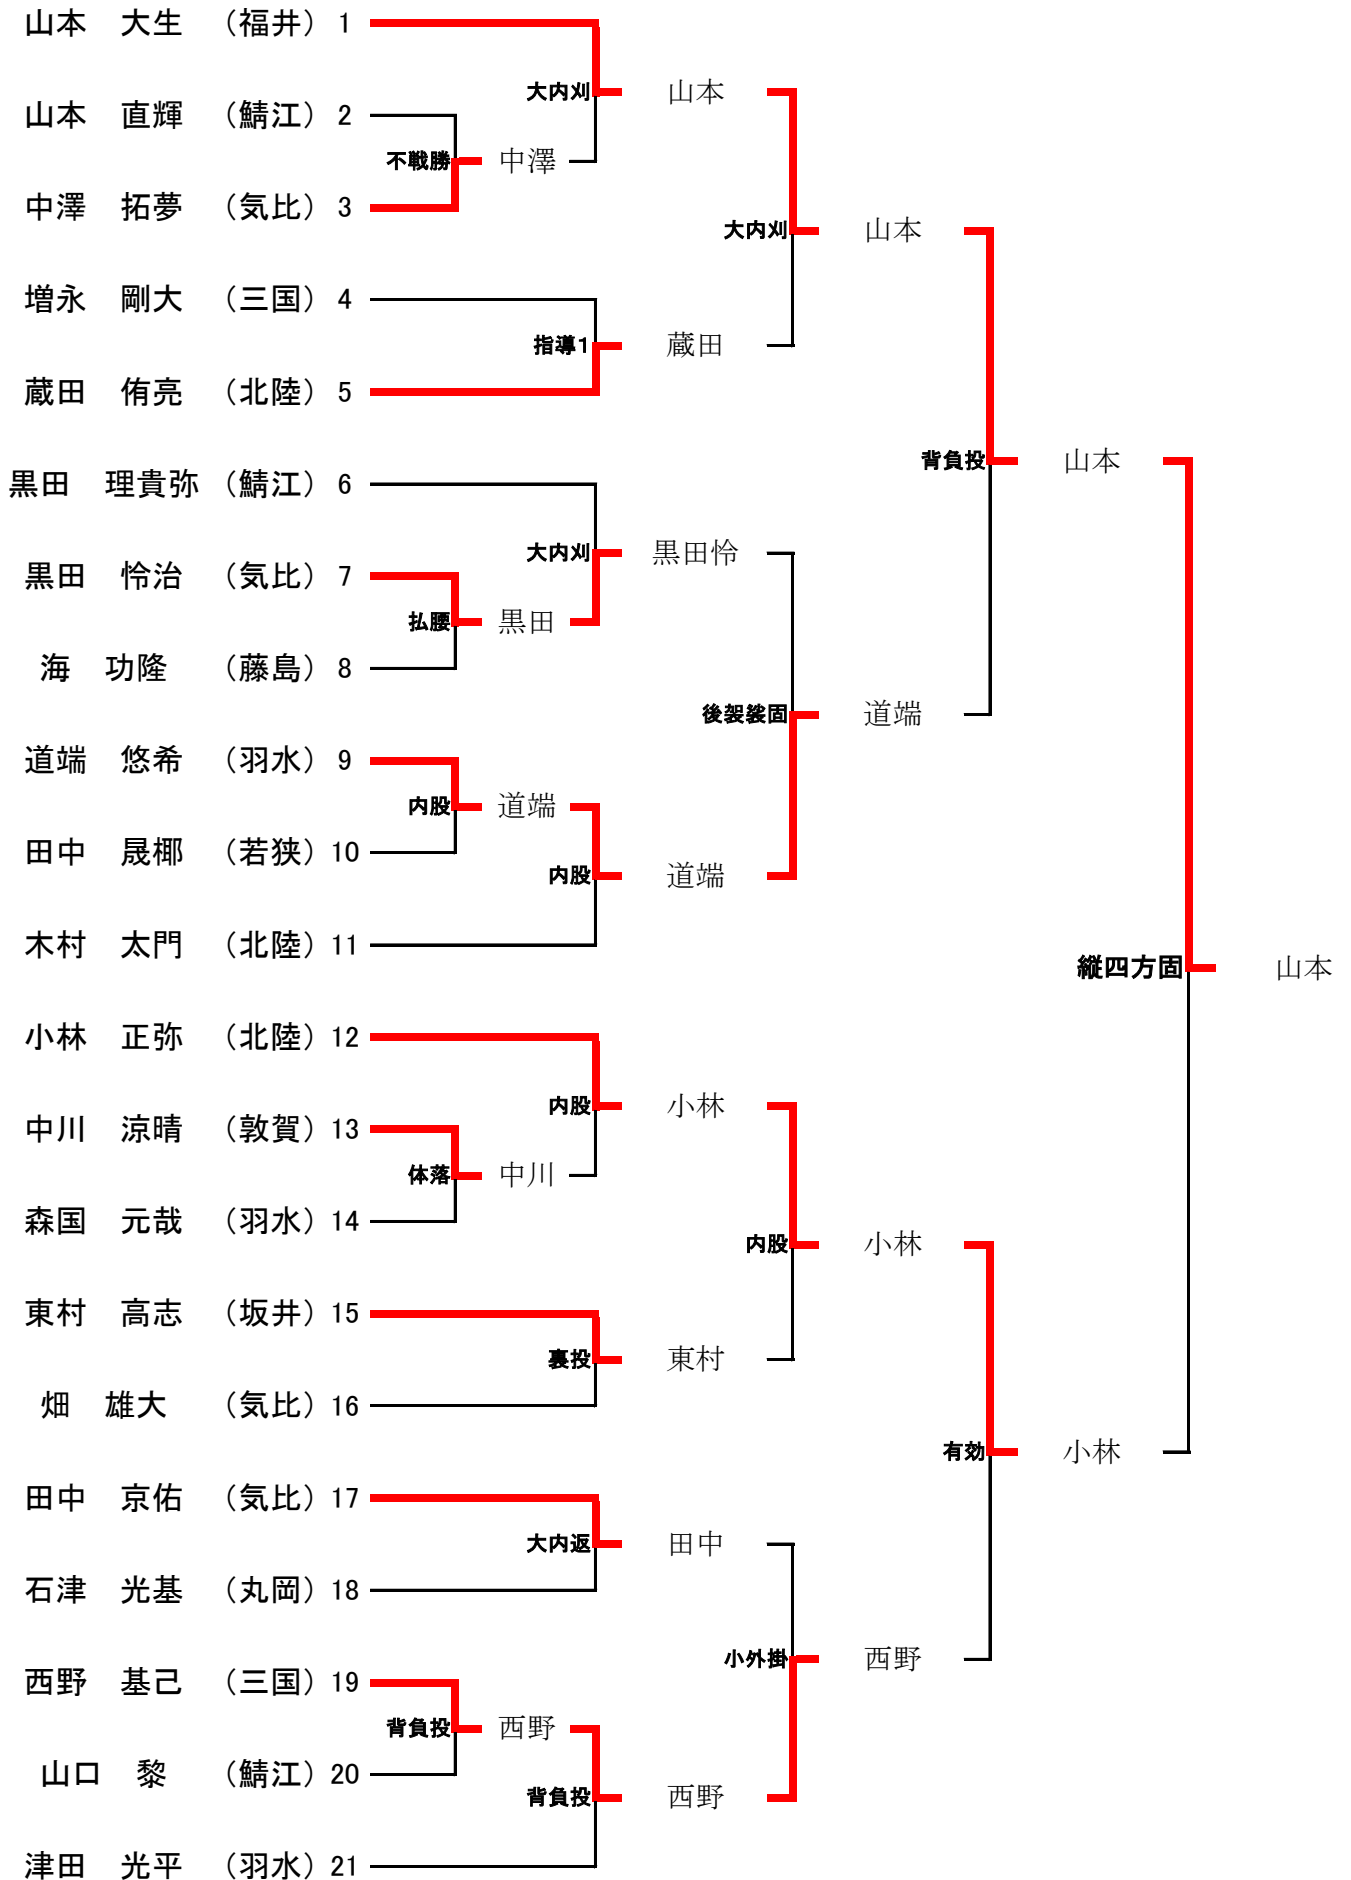 山本　大生　（福井） 1
大内刈　山本
山本　直輝　（鯖江） 2
不戦勝　中澤
中澤　拓夢　（気比） 3
大内刈　山本
増永　剛大　（三国） 4
指導1　蔵田
蔵田　侑亮　（北陸） 5
背負投　山本
黒田　理貴弥　（鯖江） 6
大内刈　黒田怜
黒田　怜治　（気比） 7
払腰　黒田
海　功隆　（藤島） 8
後袈裟固　道端
道端　悠希　（羽水） 9
内股　道端
田中　晟梛　（若狭） 10
内股　道端
木村　太門　（北陸） 11
縦四方固　山本
小林　正弥　（北陸） 12
内股　小林
中川　涼晴　（敦賀） 13
体落　中川
森国　元哉　（羽水） 14
内股　小林
東村　高志　（坂井） 15
裏投　東村
畑　雄大　（気比） 16
有効　小林
田中　京佑　（気比） 17
大内返　田中
石津　光基　（丸岡） 18
小外掛　西野
西野　基己　（三国） 19
背負投　西野
山口　黎　（鯖江） 20
背負投　西野
津田　光平　（羽水） 21